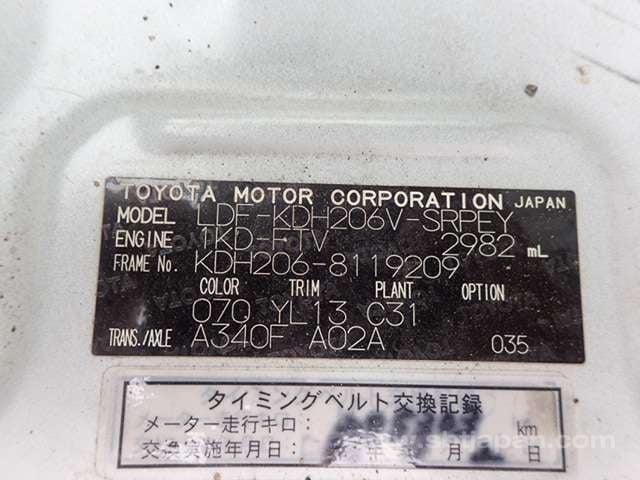 TOYOTA MOTOR CORPORATION JAPAN
MODEL LDF-KDH206V-SRPEY
ENGINE 1KD-FTV 2982 mL
FRAME No. KDH206-8119209
COLOR TRIM PLANT OPTION
070 YL13 C31
TRANS./AXLE A340F A02A 035
タイミングベルト交換記録
メーター走行キロ： km
交換実施年月日： 年 月 日
www.sbijapan.com